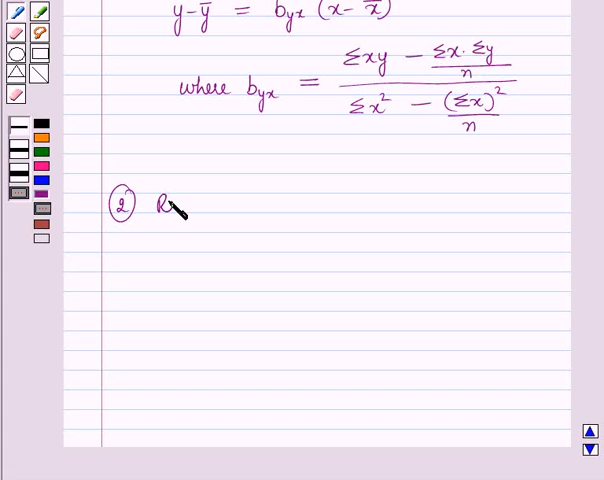 y - ȳ = b_yx (x - x̄)
where b_yx = (Σxy - (Σx · Σy)/n) / (Σx² - (Σx)²/n)
② R